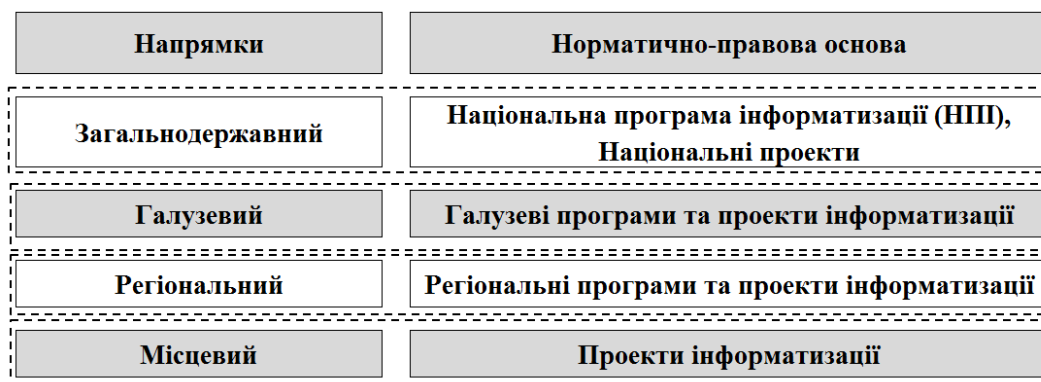 Напрямки
Норматично-правова основа
Загальнодержавний
Національна програма інформатизації (НПІ),
Національні проекти
Галузевий
Галузеві програми та проекти інформатизації
Регіональний
Регіональні програми та проекти інформатизації
Місцевий
Проекти інформатизації